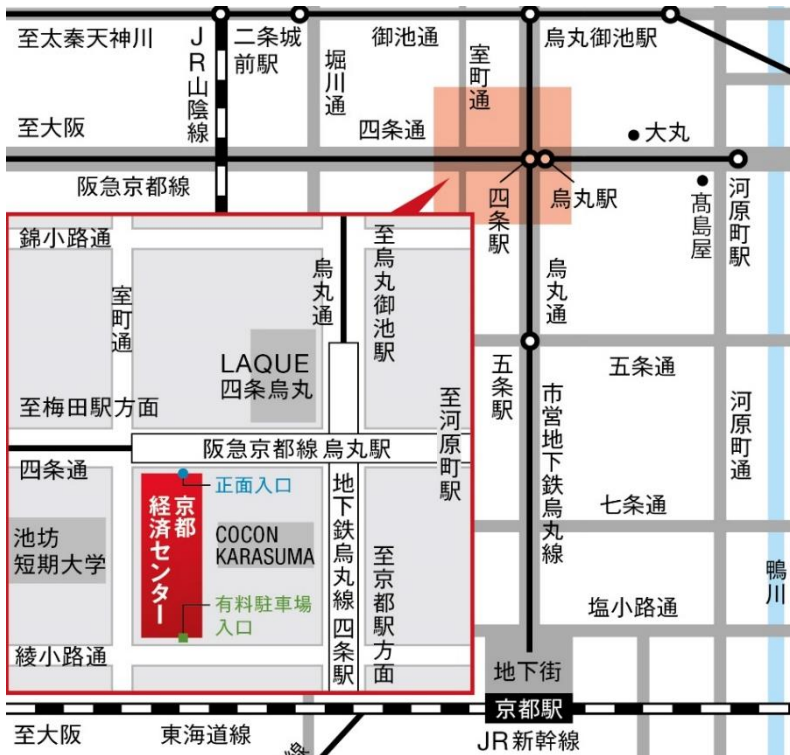 至太秦天神川
JR山陰線
二条城
前駅
堀川通
御池通
室町通
烏丸御池駅
至大阪
四条通
大丸
阪急京都線
四条駅
烏丸駅
髙島屋
河原町駅
錦小路通
室町通
烏丸通
至烏丸御池駅
烏丸通
LAQUE
四条烏丸
五条駅
五条通
至梅田駅方面
市営地下鉄烏丸線
河原町通
至河原町駅
阪急京都線 烏丸駅
四条通
正面入口
京都
経済センター
池坊
短期大学
COCON
KARASUMA
地下鉄烏丸線 四条駅
至京都駅方面
七条通
鴨川
有料駐車場
入口
塩小路通
綾小路通
地下街
京都駅
至大阪
東海道線
線
JR新幹線